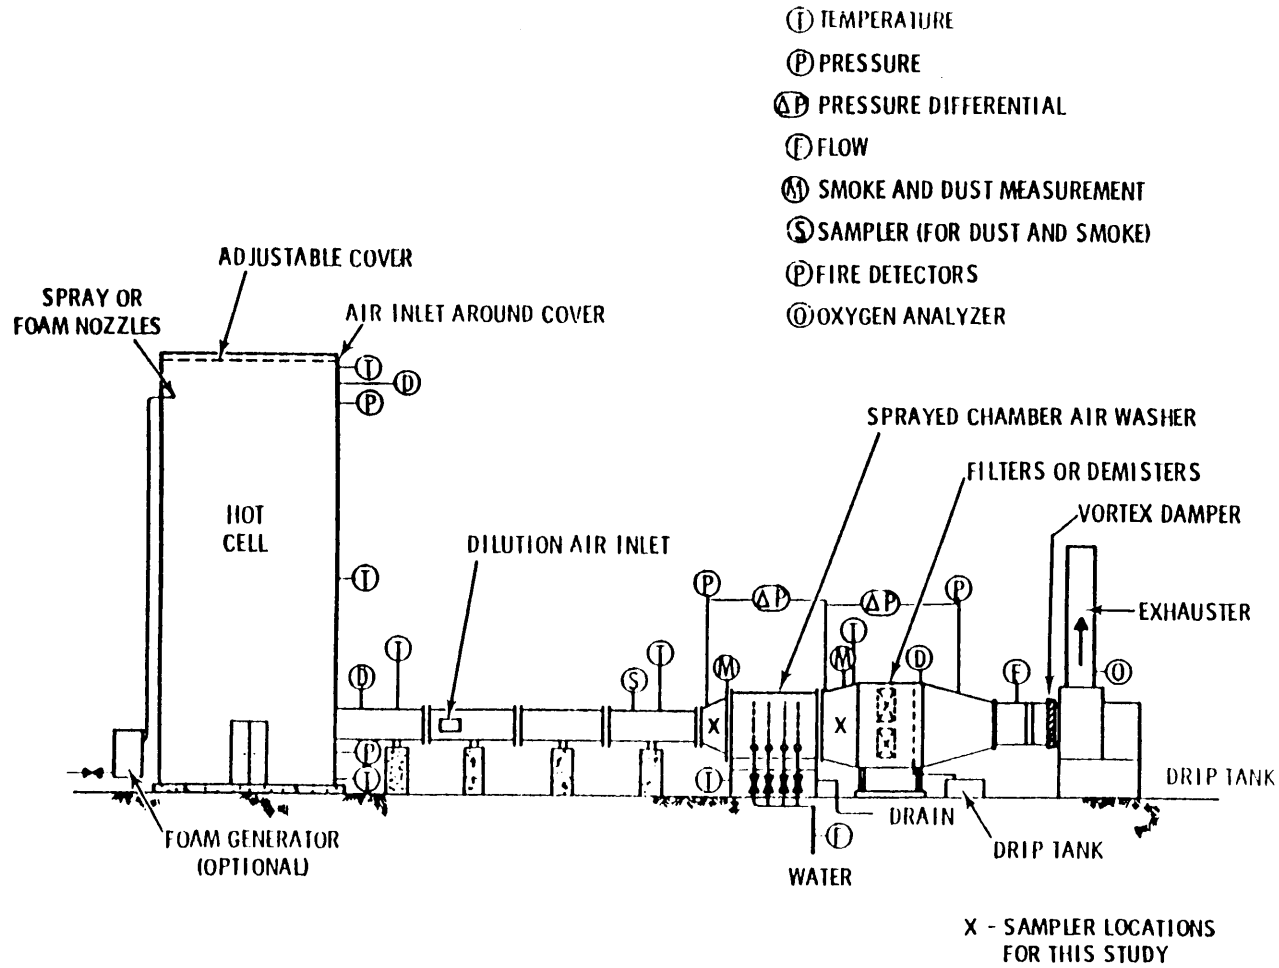 Ⓣ TEMPERATURE
Ⓟ PRESSURE
ΔP PRESSURE DIFFERENTIAL
Ⓕ FLOW
Ⓜ SMOKE AND DUST MEASUREMENT
Ⓢ SAMPLER (FOR DUST AND SMOKE)
Ⓟ FIRE DETECTORS
Ⓞ OXYGEN ANALYZER
ADJUSTABLE COVER
SPRAY OR
FOAM NOZZLES
AIR INLET AROUND COVER
T
D
P
SPRAYED CHAMBER AIR WASHER
FILTERS OR DEMISTERS
VORTEX DAMPER
HOT
CELL
DILUTION AIR INLET
T
P
ΔP
ΔP
P
EXHAUSTER
T
T
T
D
S
M
M
D
F
O
X
X
P
T
T
DRIP TANK
DRAIN
FOAM GENERATOR
(OPTIONAL)
F
DRIP TANK
WATER
X - SAMPLER LOCATIONS
FOR THIS STUDY